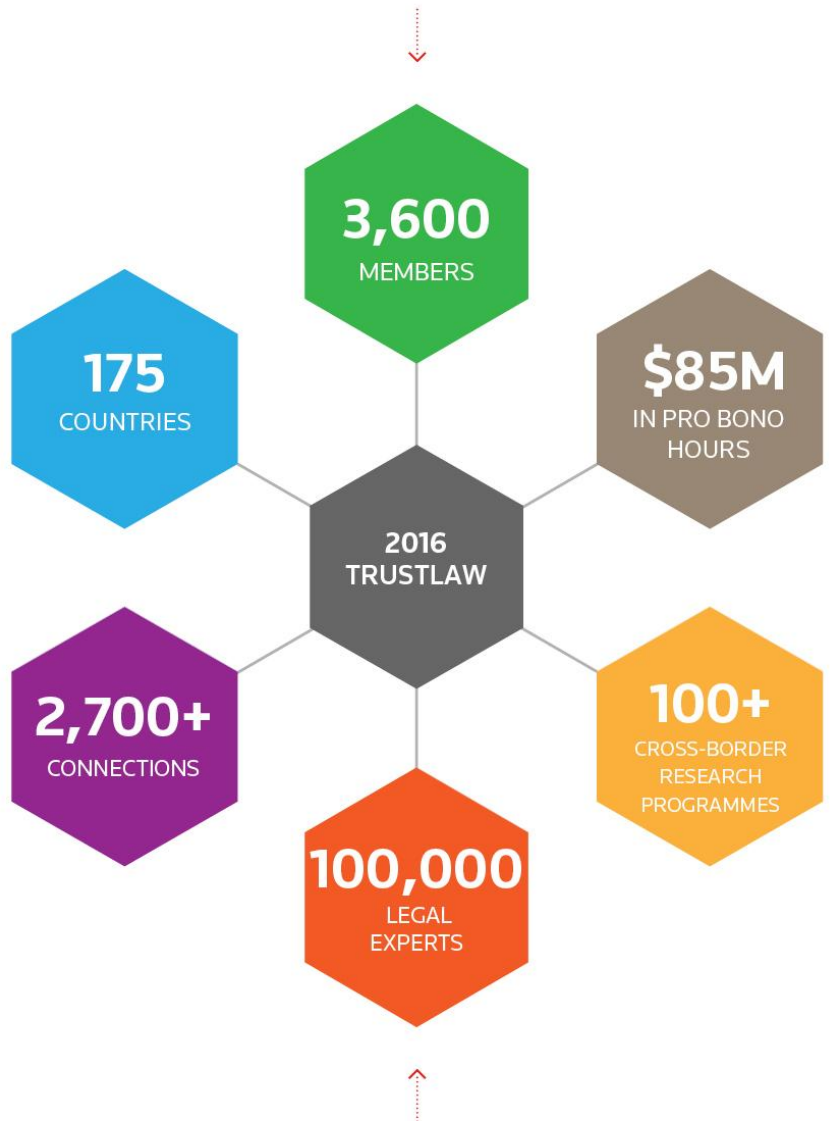 3,600
MEMBERS
175
COUNTRIES
$85M
IN PRO BONO
HOURS
2016
TRUSTLAW
2,700+
CONNECTIONS
100+
CROSS-BORDER
RESEARCH
PROGRAMMES
100,000
LEGAL
EXPERTS